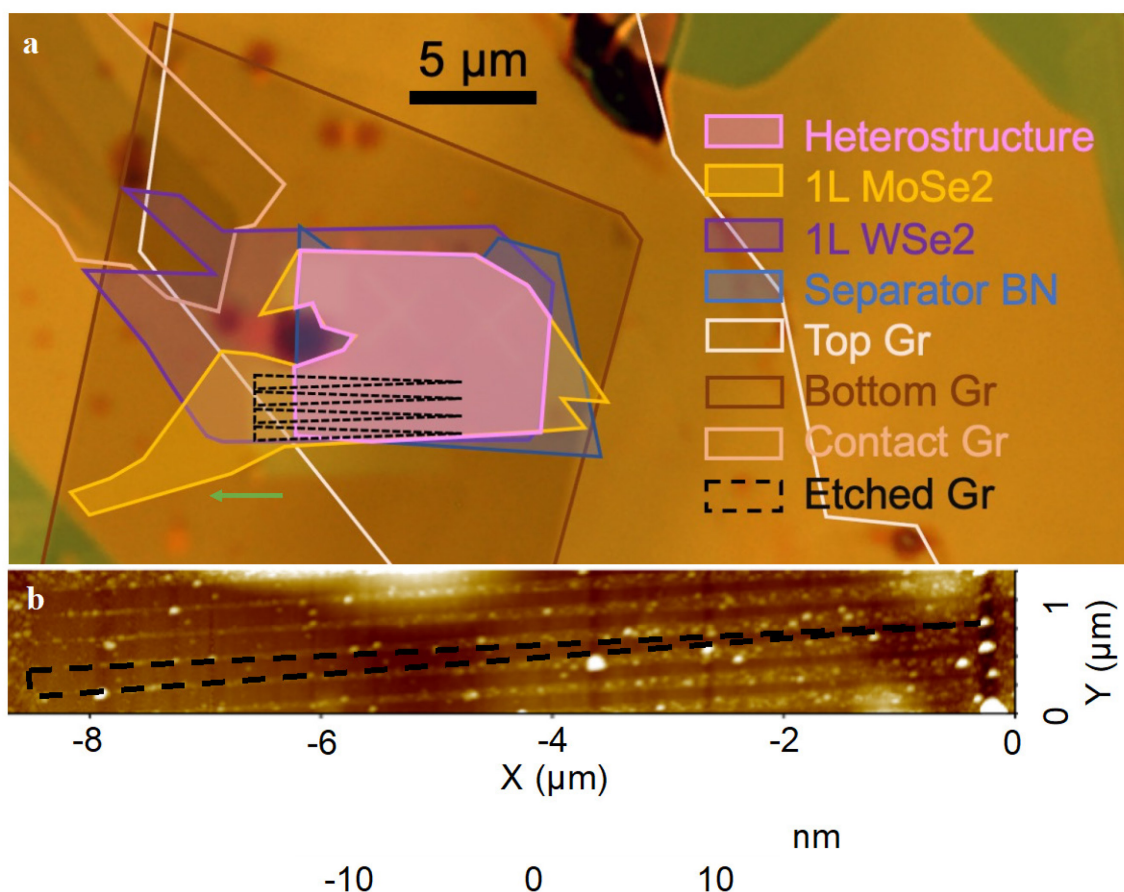 a
5 µm
Heterostructure
1L MoSe2
1L WSe2
Separator BN
Top Gr
Bottom Gr
Contact Gr
Etched Gr
b
1
0
Y (µm)
-8
-6
-4
-2
0
X (µm)
nm
-10
0
10